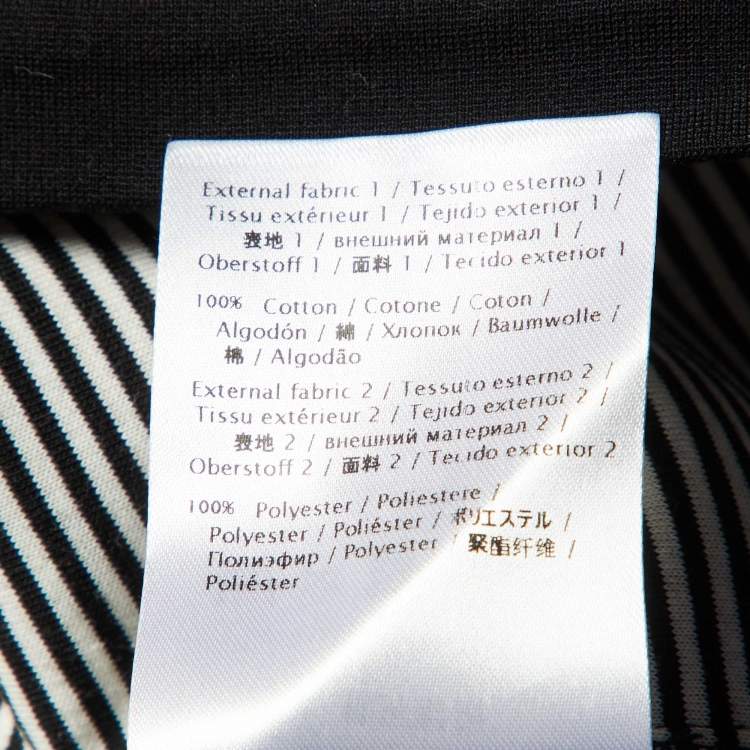 External fabric 1 / Tessuto esterno 1 /
Tissu extérieur 1 / Tejido exterior 1 /
表地 1 / внешний материал 1 /
Oberstoff 1 / 面料 1 / Tecido exterior 1
100% Cotton / Cotone / Coton /
Algodón / 綿 / Хлопок / Baumwolle /
棉 / Algodão
External fabric 2 / Tessuto esterno 2 /
Tissu extérieur 2 / Tejido exterior 2 /
表地 2 / внешний материал 2 /
Oberstoff 2 / 面料 2 / Tecido exterior 2
100% Polyester / Poliestere /
Polyester / Poliéster / ポリエステル /
Полиэфир / Polyester / 聚酯纤维 /
Poliéster